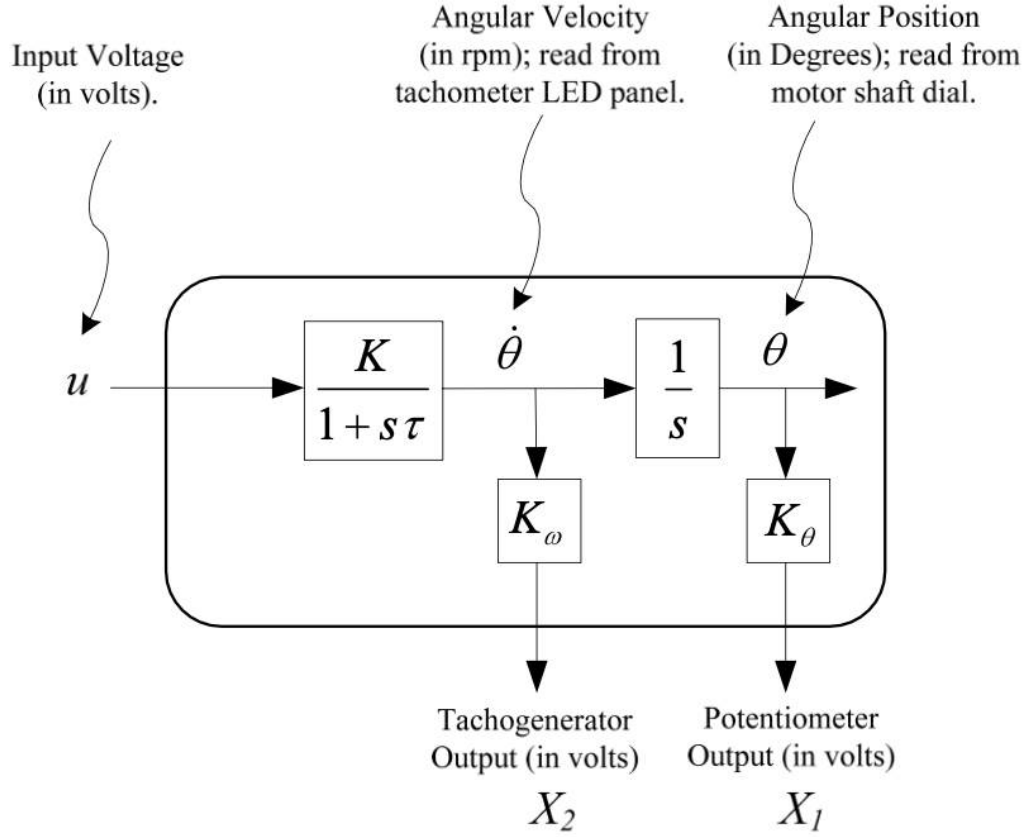 Input Voltage
(in volts).
Angular Velocity
(in rpm); read from
tachometer LED panel.
Angular Position
(in Degrees); read from
motor shaft dial.
u
K
1 + s τ
θ̇
1
s
θ
K_ω
K_θ
Tachogenerator
Output (in volts)
X_2
Potentiometer
Output (in volts)
X_1